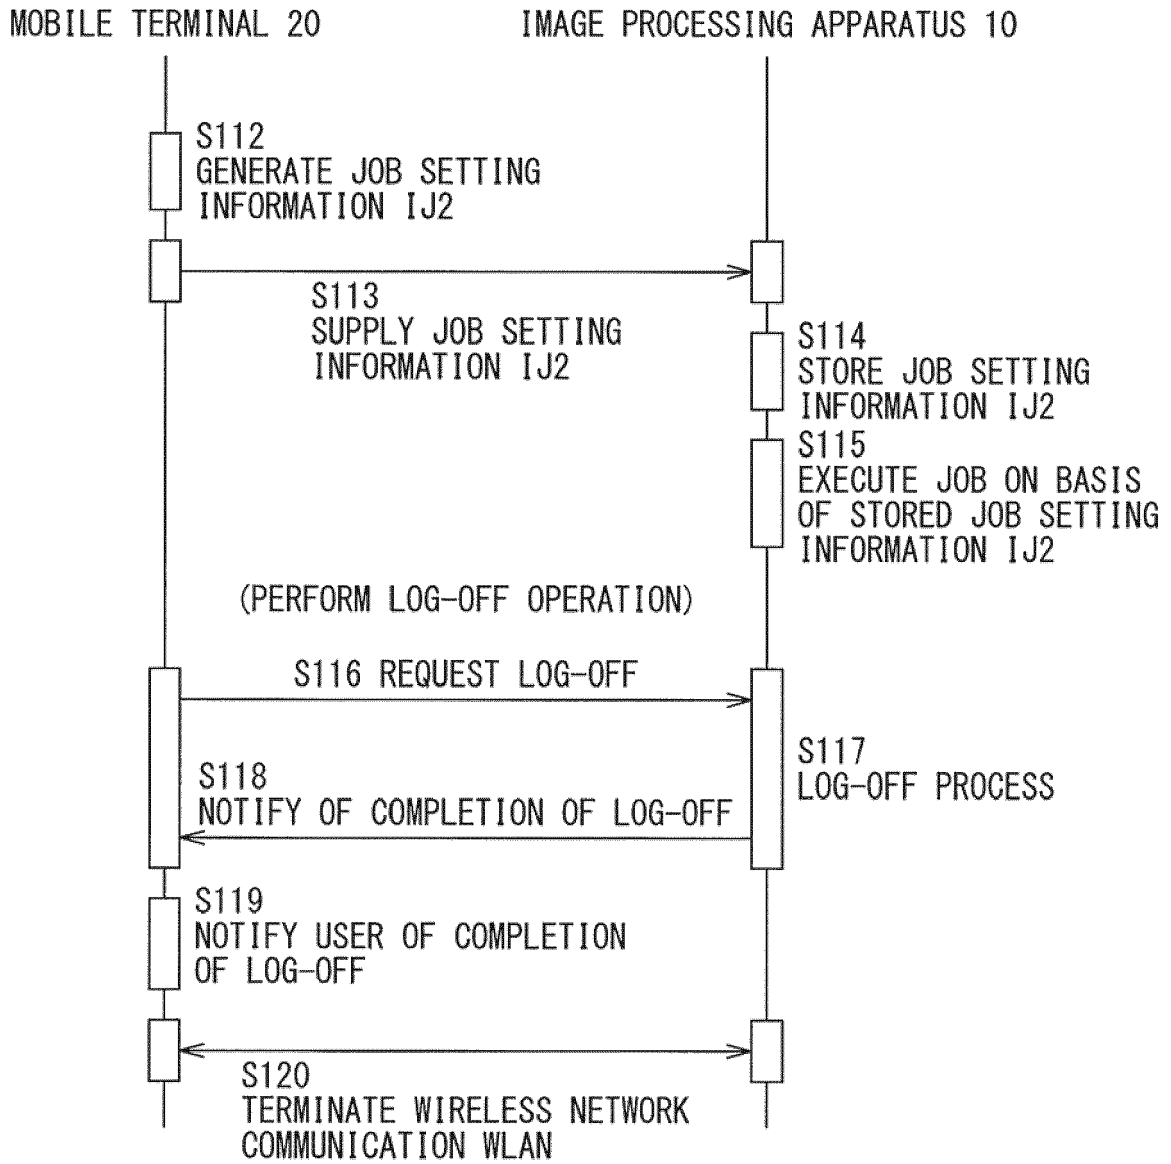 MOBILE TERMINAL 20
IMAGE PROCESSING APPARATUS 10
S112
GENERATE JOB SETTING
INFORMATION IJ2
S113
SUPPLY JOB SETTING
INFORMATION IJ2
S114
STORE JOB SETTING
INFORMATION IJ2
S115
EXECUTE JOB ON BASIS
OF STORED JOB SETTING
INFORMATION IJ2
(PERFORM LOG-OFF OPERATION)
S116 REQUEST LOG-OFF
S117
LOG-OFF PROCESS
S118
NOTIFY OF COMPLETION OF LOG-OFF
S119
NOTIFY USER OF COMPLETION
OF LOG-OFF
S120
TERMINATE WIRELESS NETWORK
COMMUNICATION WLAN